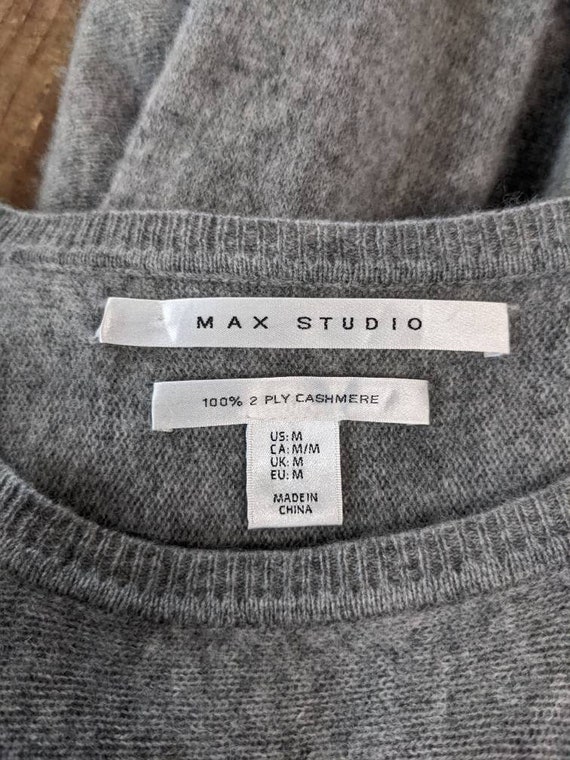 MAX STUDIO
100% 2 PLY CASHMERE
US: M
CA: M/M
UK: M
EU: M
MADE IN
CHINA